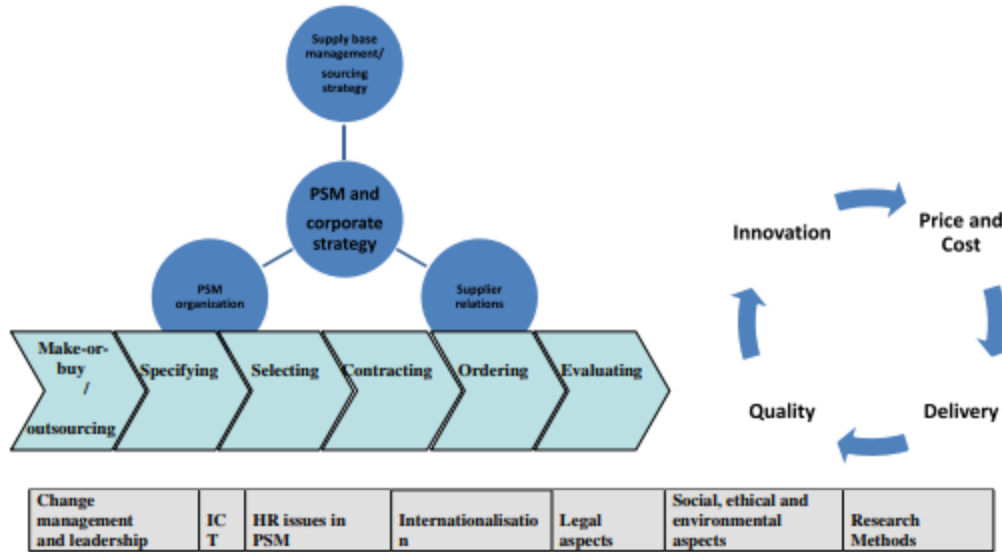 Supply base
management/
sourcing
strategy
PSM and
corporate
strategy
PSM
organization
Supplier
relations
Make-or-
buy
/
outsourcing
Specifying
Selecting
Contracting
Ordering
Evaluating
Innovation
Price and
Cost
Delivery
Quality
Change
management
and leadership
IC
T
HR issues in
PSM
Internationalisatio
n
Legal
aspects
Social, ethical and
environmental
aspects
Research
Methods